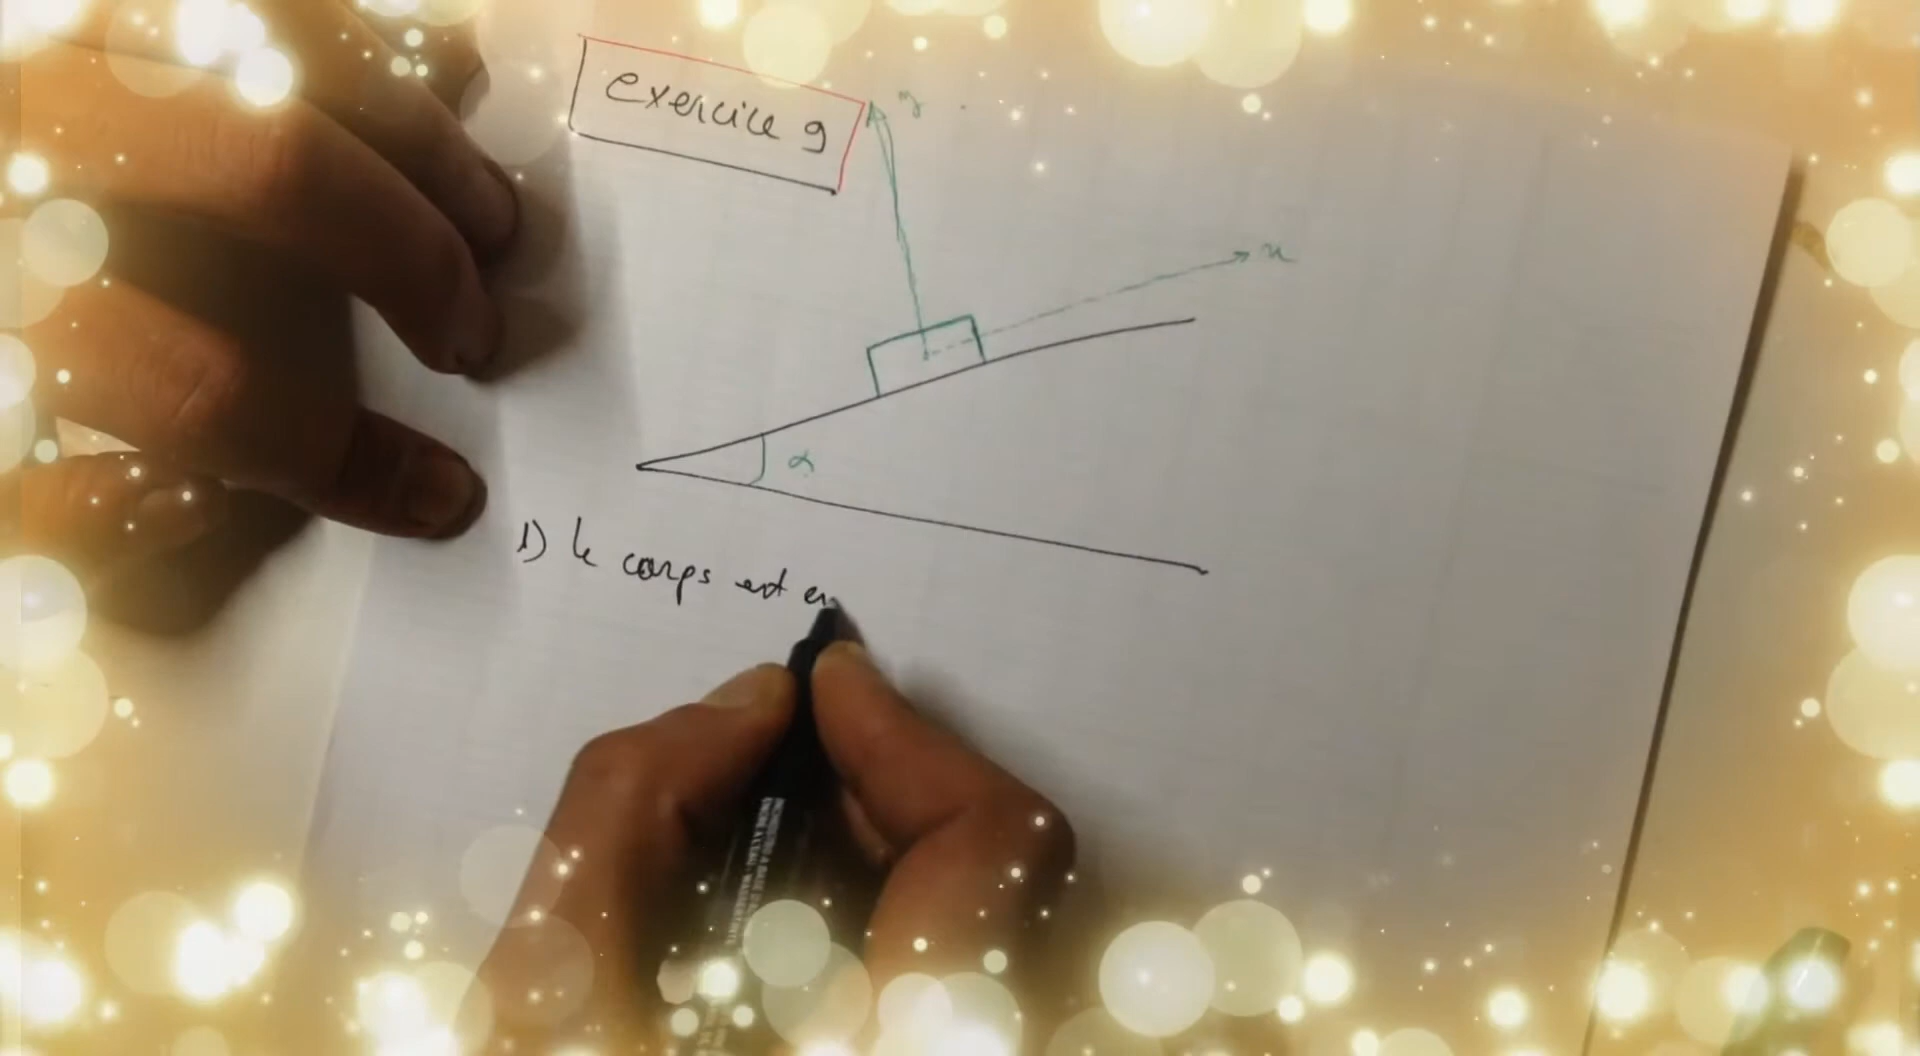 exercice 9
y
x
α
1) le corps est en